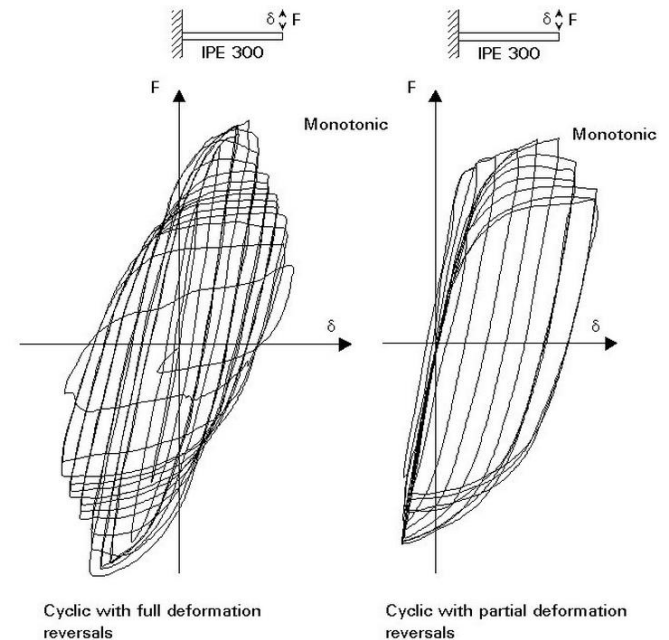 δ F
IPE 300
δ F
IPE 300
F
Monotonic
δ
Cyclic with full deformation
reversals
F
Monotonic
δ
Cyclic with partial deformation
reversals